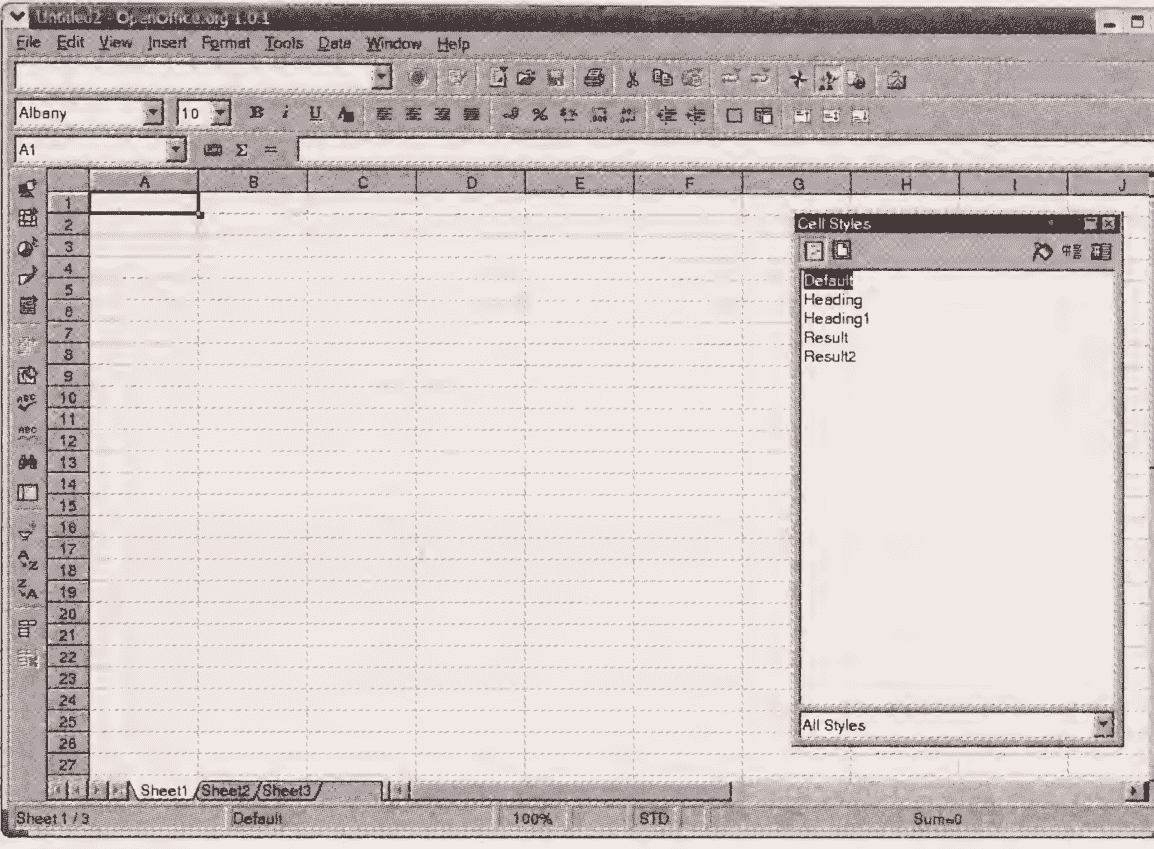 Untitled2 - OpenOffice.org 1.0.1
File Edit View Insert Format Tools Data Window Help
Albany 10 B i U A %
A1 Σ =
A B C D E F G H I J
1
2
3
4
5
6
7
8
9
10
11
12
13
14
15
16
17
18
19
20
21
22
23
24
25
26
27
Cell Styles
Default
Heading
Heading1
Result
Result2
All Styles
ABC
ABC
A Z
Z A
Sheet1 Sheet2 Sheet3
Sheet 1 / 3 Default 100% STD Sum=0